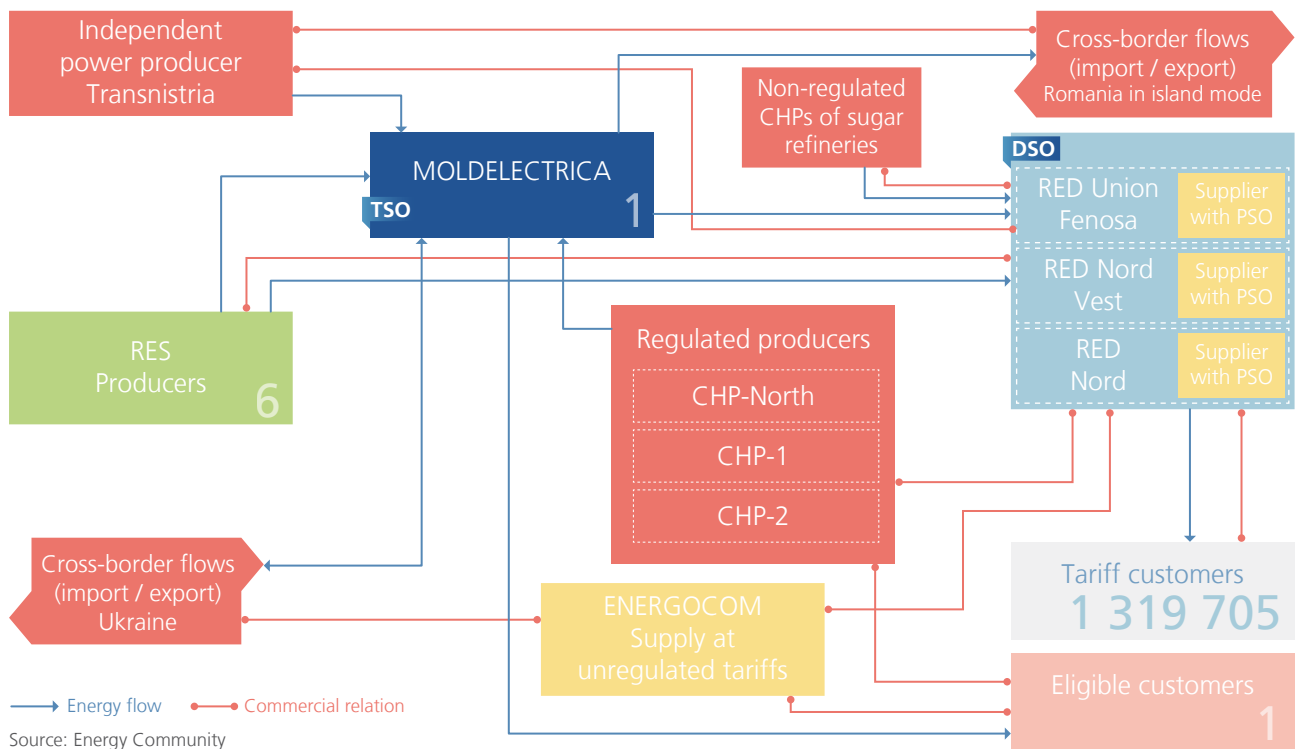 Independent
power producer
Transnistria
Cross-border flows
(import / export)
Romania in island mode
Non-regulated
CHPs of sugar
refineries
MOLDELECTRICA
TSO
1
DSO
RED Union
Fenosa
Supplier
with PSO
RED Nord
Vest
Supplier
with PSO
RED
Nord
Supplier
with PSO
RES
Producers
6
Regulated producers
CHP-North
CHP-1
CHP-2
Cross-border flows
(import / export)
Ukraine
ENERGOCOM
Supply at
unregulated tariffs
Tariff customers
1 319 705
Eligible customers
1
Energy flow
Commercial relation
Source: Energy Community